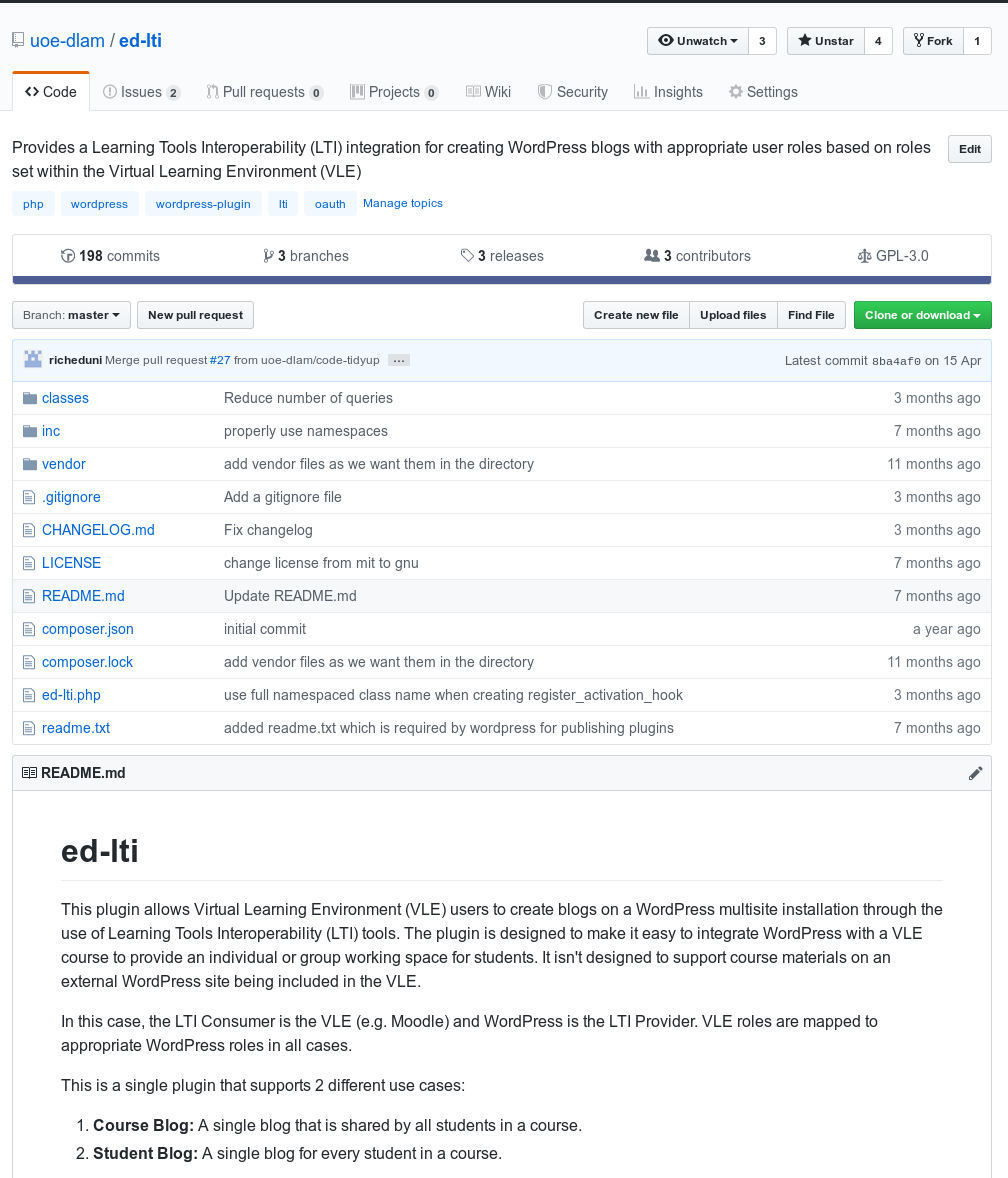 uoe-dlam / ed-lti
Unwatch 3 Unstar 4 Fork 1
Code Issues 2 Pull requests 0 Projects 0 Wiki Security Insights Settings
Provides a Learning Tools Interoperability (LTI) integration for creating WordPress blogs with appropriate user roles based on roles
set within the Virtual Learning Environment (VLE)
Edit
php wordpress wordpress-plugin lti oauth Manage topics
198 commits 3 branches 3 releases 3 contributors GPL-3.0
Branch: master New pull request Create new file Upload files Find File Clone or download
richeduni Merge pull request #27 from uoe-dlam/code-tidyup ... Latest commit 8ba4af0 on 15 Apr
classes Reduce number of queries 3 months ago
inc properly use namespaces 7 months ago
vendor add vendor files as we want them in the directory 11 months ago
.gitignore Add a gitignore file 3 months ago
CHANGELOG.md Fix changelog 3 months ago
LICENSE change license from mit to gnu 7 months ago
README.md Update README.md 7 months ago
composer.json initial commit a year ago
composer.lock add vendor files as we want them in the directory 11 months ago
ed-lti.php use full namespaced class name when creating register_activation_hook 3 months ago
readme.txt added readme.txt which is required by wordpress for publishing plugins 7 months ago
README.md
ed-lti
This plugin allows Virtual Learning Environment (VLE) users to create blogs on a WordPress multisite installation through the
use of Learning Tools Interoperability (LTI) tools. The plugin is designed to make it easy to integrate WordPress with a VLE
course to provide an individual or group working space for students. It isn't designed to support course materials on an
external WordPress site being included in the VLE.
In this case, the LTI Consumer is the VLE (e.g. Moodle) and WordPress is the LTI Provider. VLE roles are mapped to
appropriate WordPress roles in all cases.
This is a single plugin that supports 2 different use cases:
1. Course Blog: A single blog that is shared by all students in a course.
2. Student Blog: A single blog for every student in a course.